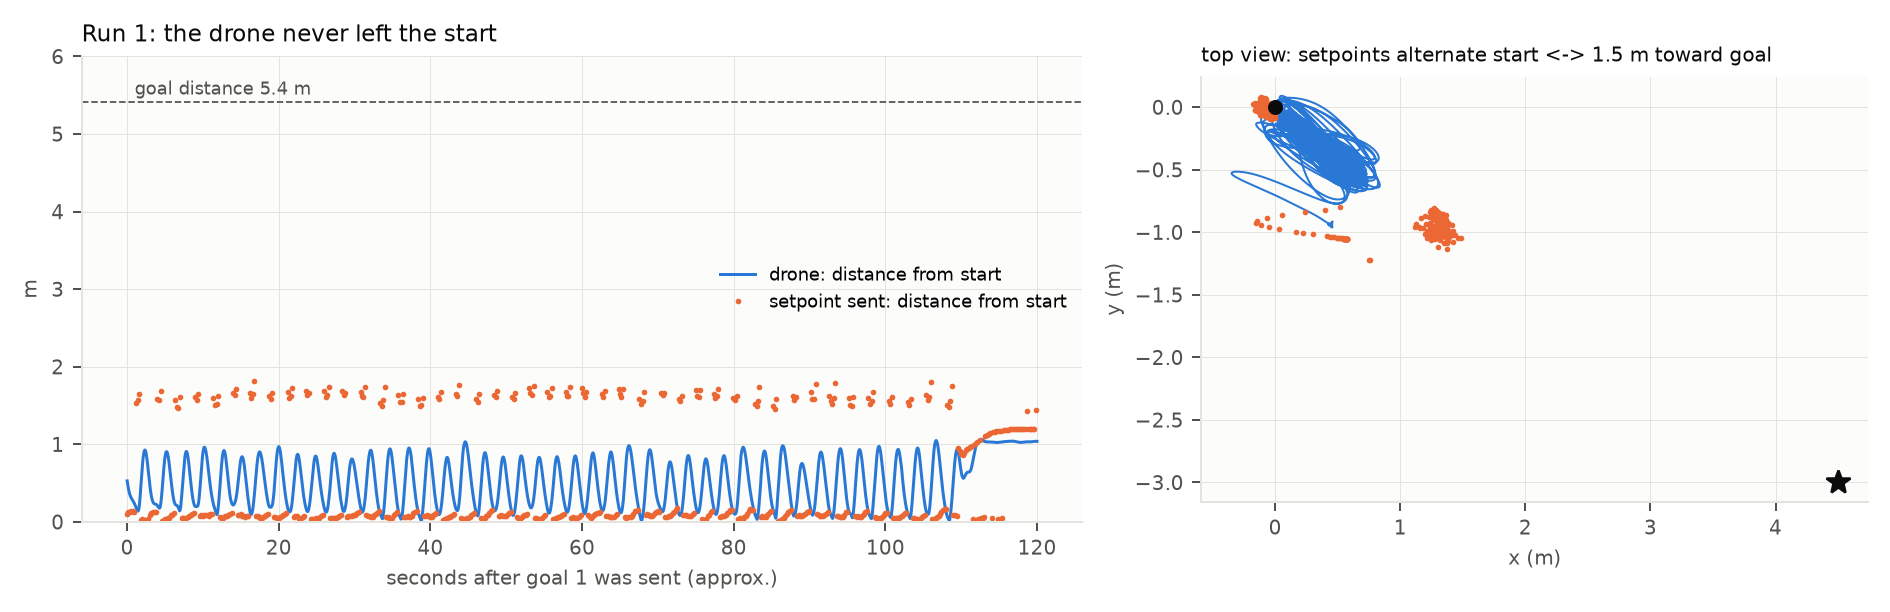 Run 1: the drone never left the start
6
goal distance 5.4 m
5
4
drone: distance from start
m
3
setpoint sent: distance from start
2
1
0
0
20
40
60
80
100
120
seconds after goal 1 was sent (approx.)
top view: setpoints alternate start <-> 1.5 m toward goal
0.0
−0.5
−1.0
y (m)
−1.5
−2.0
−2.5
−3.0
0
1
2
3
4
x (m)